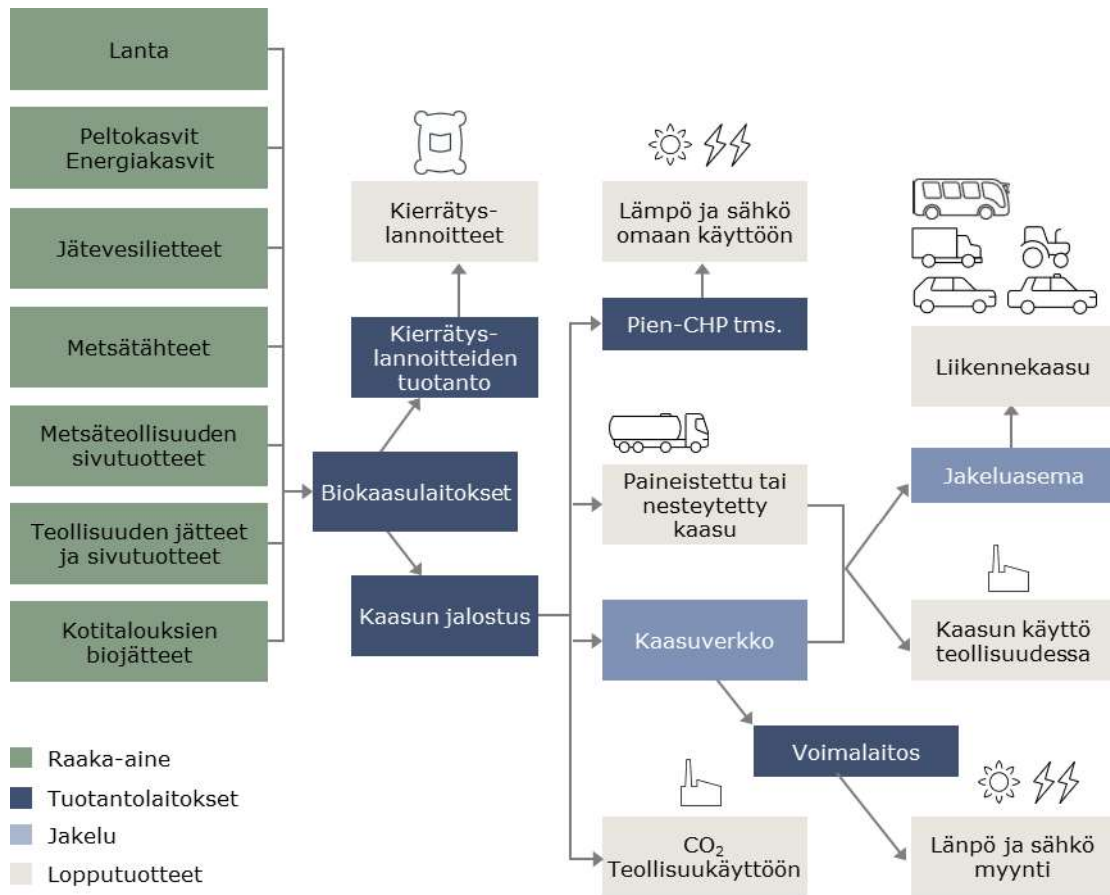 Lanta
Peltokasvit
Energiakasvit
Jätevesilietteet
Metsätähteet
Metsäteollisuuden
sivutuotteet
Teollisuuden jätteet
ja sivutuotteet
Kotitalouksien
biojätteet
Biokaasulaitokset
Kierrätys-
lannoitteet
Kierrätys-
lannoitteiden
tuotanto
Kaasun jalostus
Lämpö ja sähkö
omaan käyttöön
Pien-CHP tms.
Paineistettu tai
nesteytetty
kaasu
Kaasuverkko
Voimalaitos
CO₂
Teollisuukäyttöön
Liikennekaasu
Jakeluasema
Kaasun käyttö
teollisuudessa
Länpö ja sähkö
myynti
Raaka-aine
Tuotantolaitokset
Jakelu
Lopputuotteet